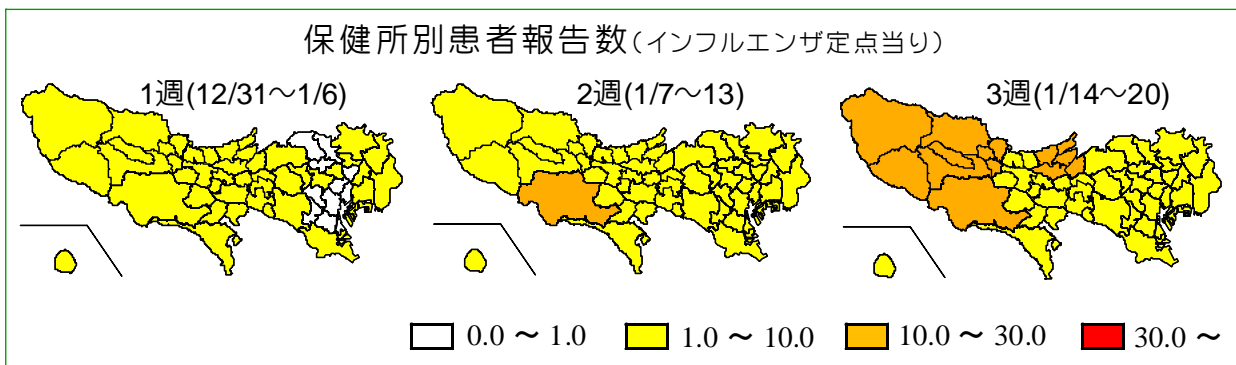 保健所別患者報告数(インフルエンザ定点当り)
1週(12/31～1/6) 2週(1/7～13) 3週(1/14～20)
0.0 ～ 1.0 1.0 ～ 10.0 10.0 ～ 30.0 30.0 ～